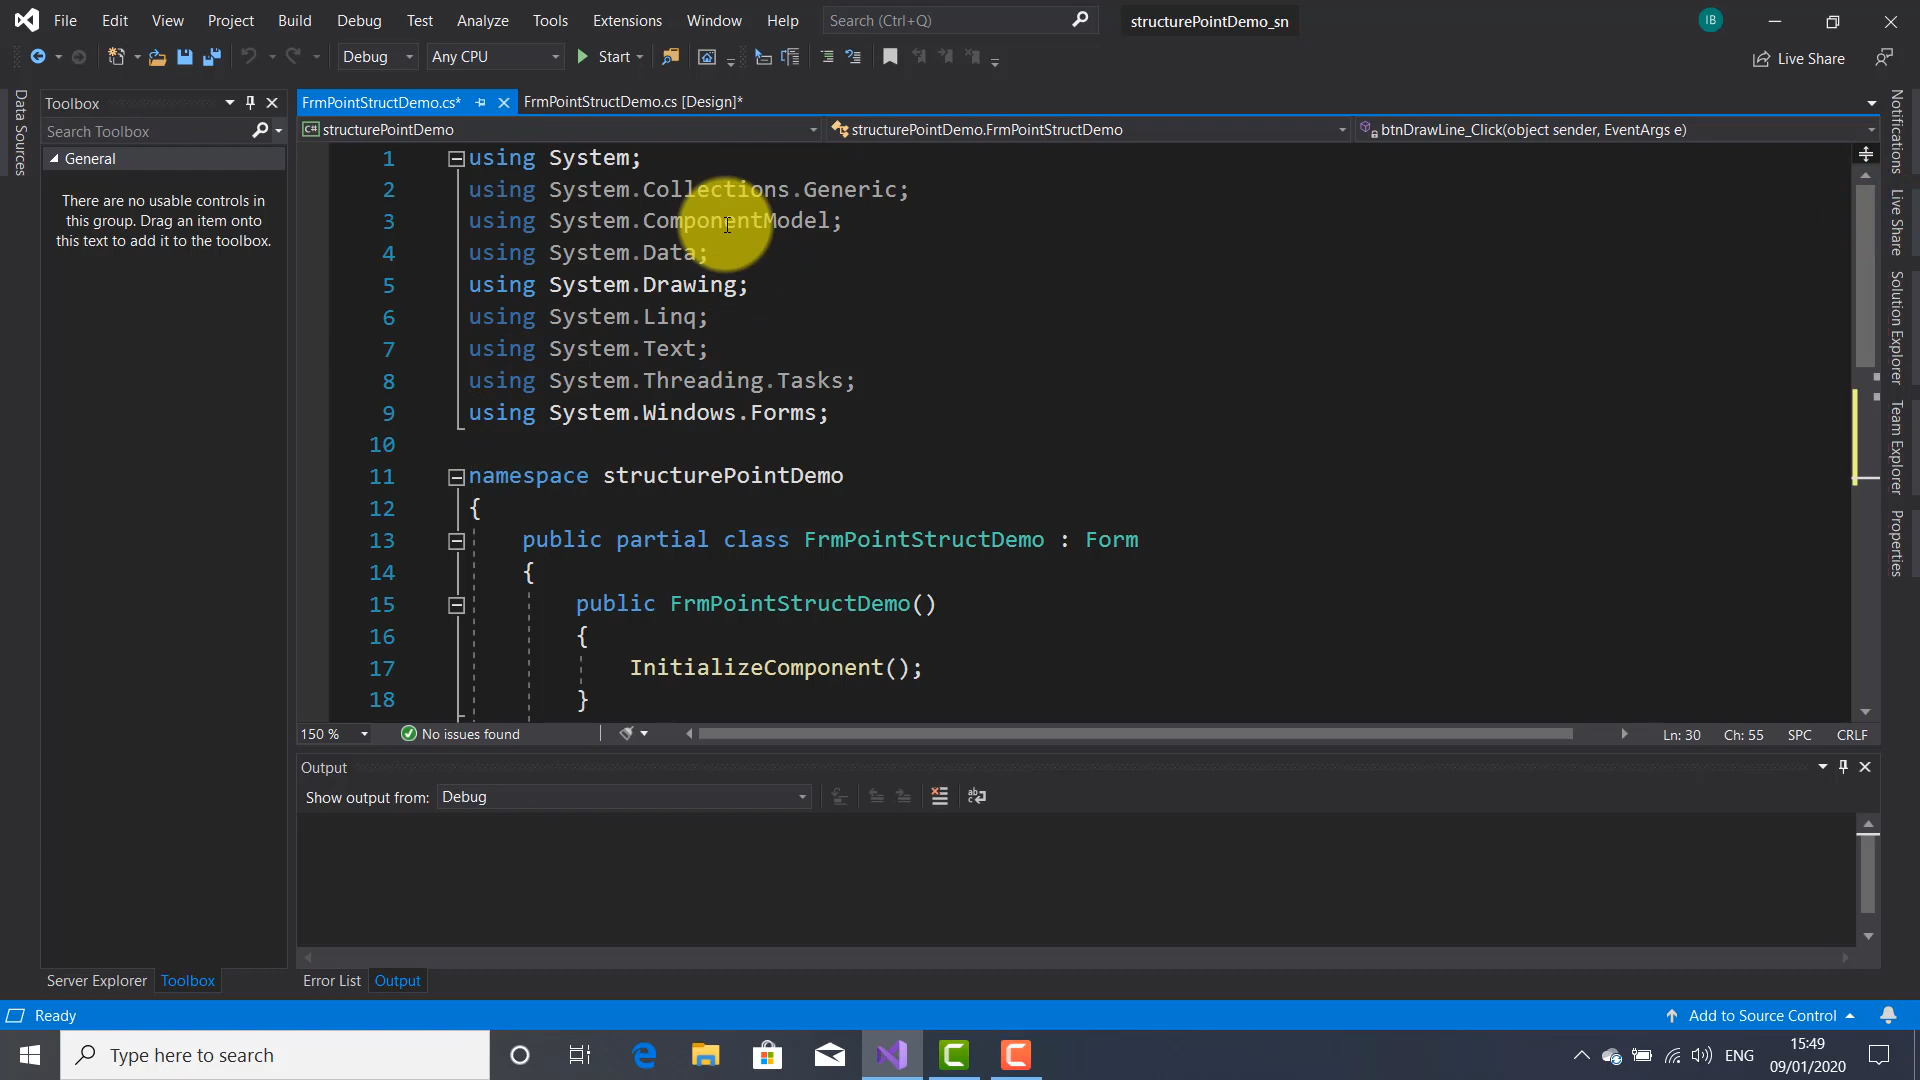 File Edit View Project Build Debug Test Analyze Tools Extensions Window Help Search (Ctrl+Q) structurePointDemo_sn IB
Debug Any CPU Start Live Share
Data Sources
Toolbox
Search Toolbox
General
There are no usable controls in
this group. Drag an item onto
this text to add it to the toolbox.
FrmPointStructDemo.cs* FrmPointStructDemo.cs [Design]*
C# structurePointDemo structurePointDemo.FrmPointStructDemo btnDrawLine_Click(object sender, EventArgs e)
1 using System;
2 using System.Collections.Generic;
3 using System.ComponentModel;
4 using System.Data;
5 using System.Drawing;
6 using System.Linq;
7 using System.Text;
8 using System.Threading.Tasks;
9 using System.Windows.Forms;
10
11 namespace structurePointDemo
12 {
13 public partial class FrmPointStructDemo : Form
14 {
15 public FrmPointStructDemo()
16 {
17 InitializeComponent();
18 }
150 % No issues found Ln: 30 Ch: 55 SPC CRLF
Notifications
Live Share
Solution Explorer
Team Explorer
Properties
Output
Show output from: Debug
Server Explorer Toolbox Error List Output
Ready Add to Source Control
Type here to search ENG 15:49
09/01/2020